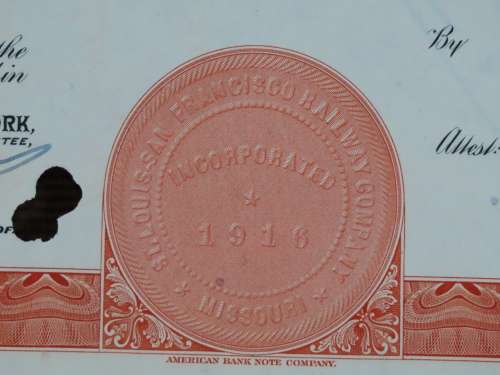 the
in
ORK,
TEE,
OF
By
Attest:
ST. LOUIS-SAN FRANCISCO RAILWAY COMPANY
INCORPORATED
★
1916
★ MISSOURI ★
AMERICAN BANK NOTE COMPANY.